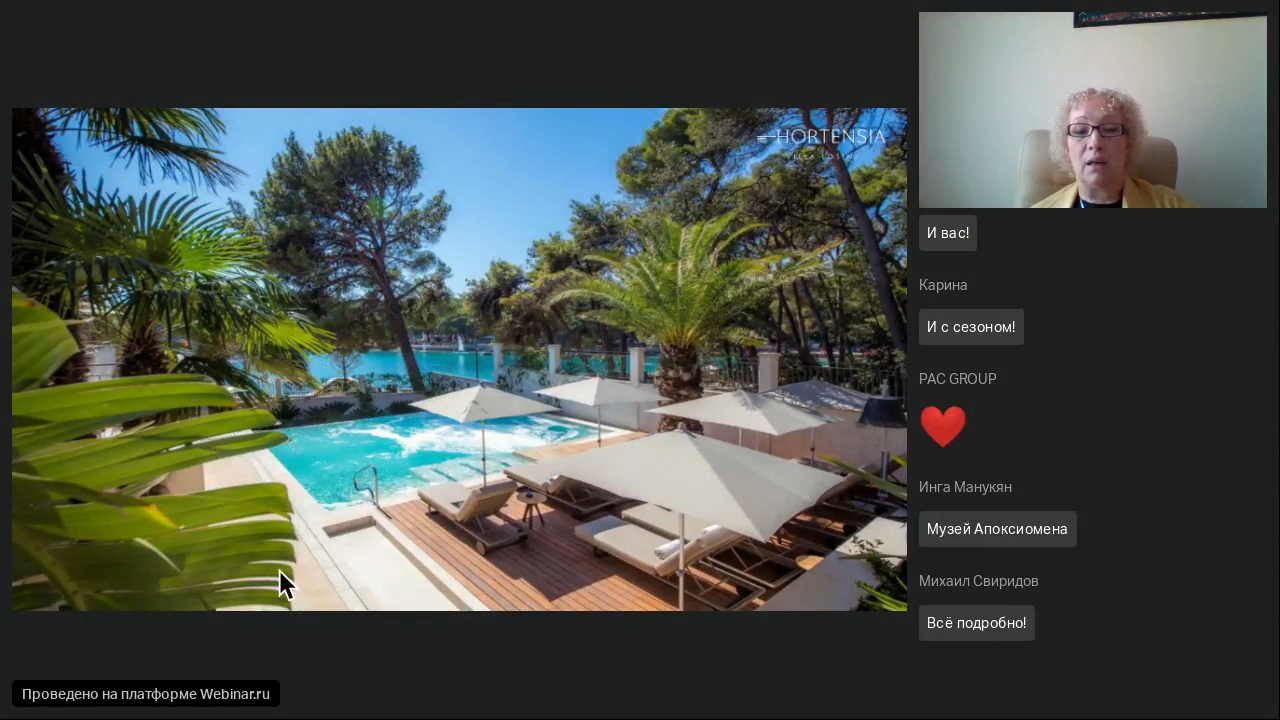 HORTENSIA
И вас!
Карина
И с сезоном!
PAC GROUP
Инга Манукян
Музей Апоксиомена
Михаил Свиридов
Всё подробно!
Проведено на платформе Webinar.ru